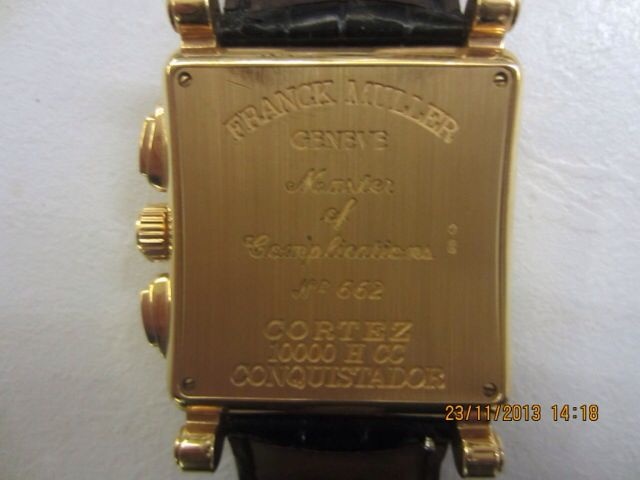 FRANCK MULLER
GENEVE
Master
of
Complications
Nº 662
CORTEZ
10000 H CC
CONQUISTADOR
23/11/2013 14:18